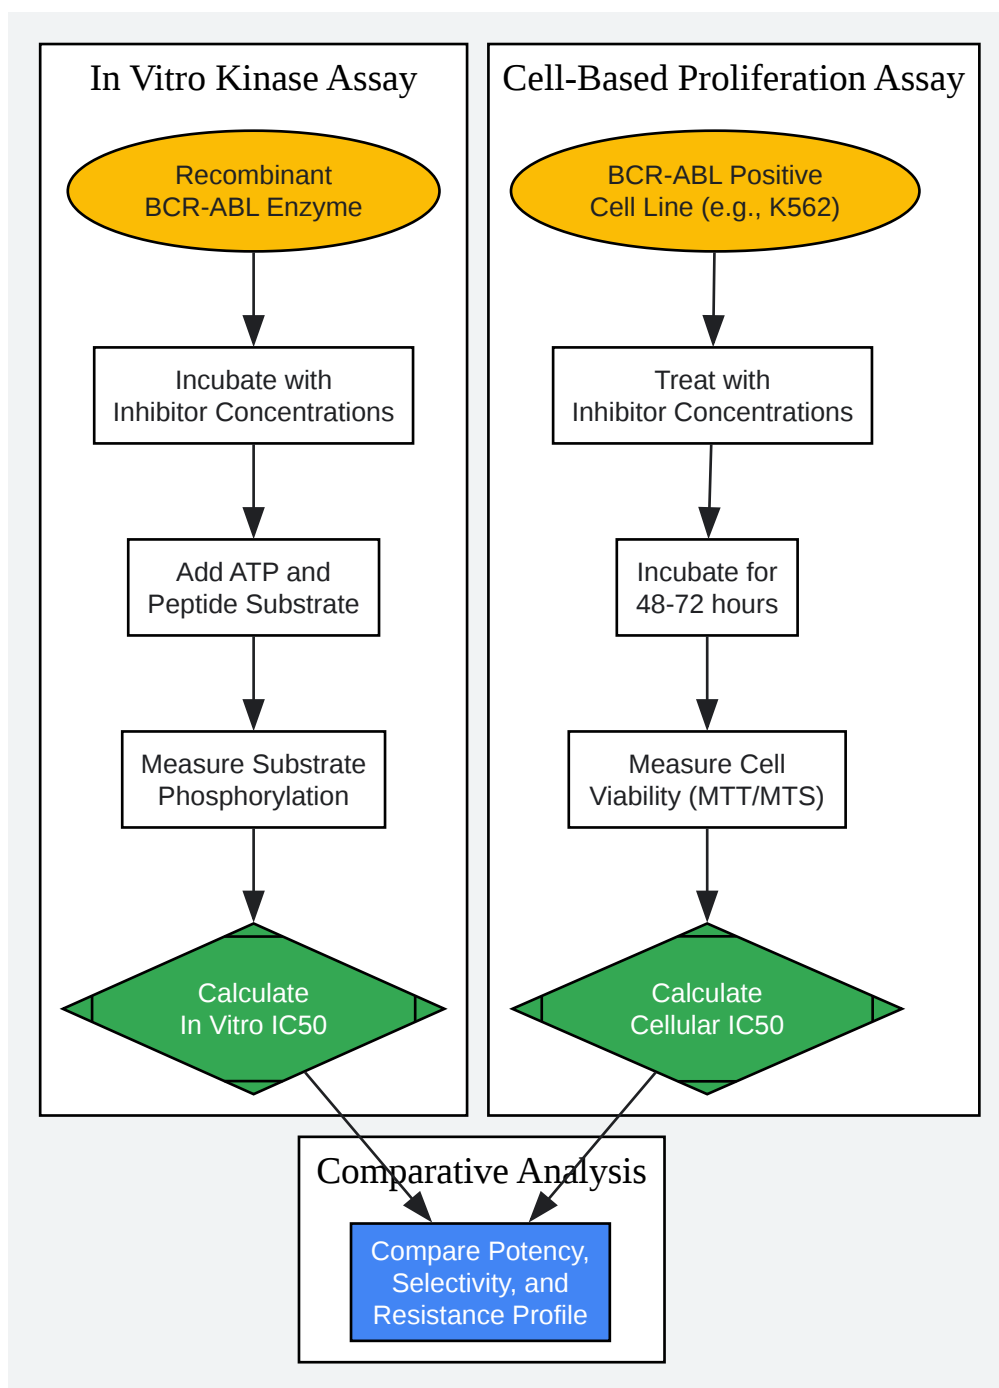 In Vitro Kinase Assay
Recombinant
BCR-ABL Enzyme
Incubate with
Inhibitor Concentrations
Add ATP and
Peptide Substrate
Measure Substrate
Phosphorylation
Calculate
In Vitro IC50
Cell-Based Proliferation Assay
BCR-ABL Positive
Cell Line (e.g., K562)
Treat with
Inhibitor Concentrations
Incubate for
48-72 hours
Measure Cell
Viability (MTT/MTS)
Calculate
Cellular IC50
Comparative Analysis
Compare Potency,
Selectivity, and
Resistance Profile